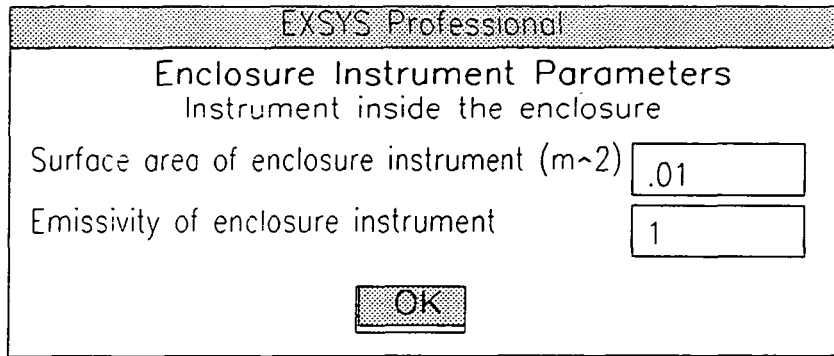 EXSYS Professional
Enclosure Instrument Parameters
Instrument inside the enclosure
Surface area of enclosure instrument (m^2) .01
Emissivity of enclosure instrument 1
OK